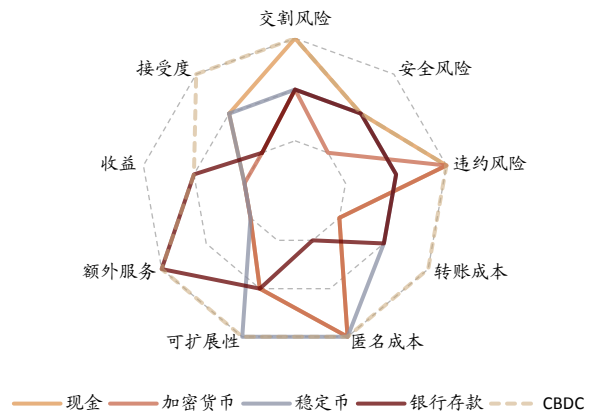 交割风险
接受度
安全风险
收益
违约风险
额外服务
转账成本
可扩展性
匿名成本
现金 加密货币 稳定币 银行存款 CBDC